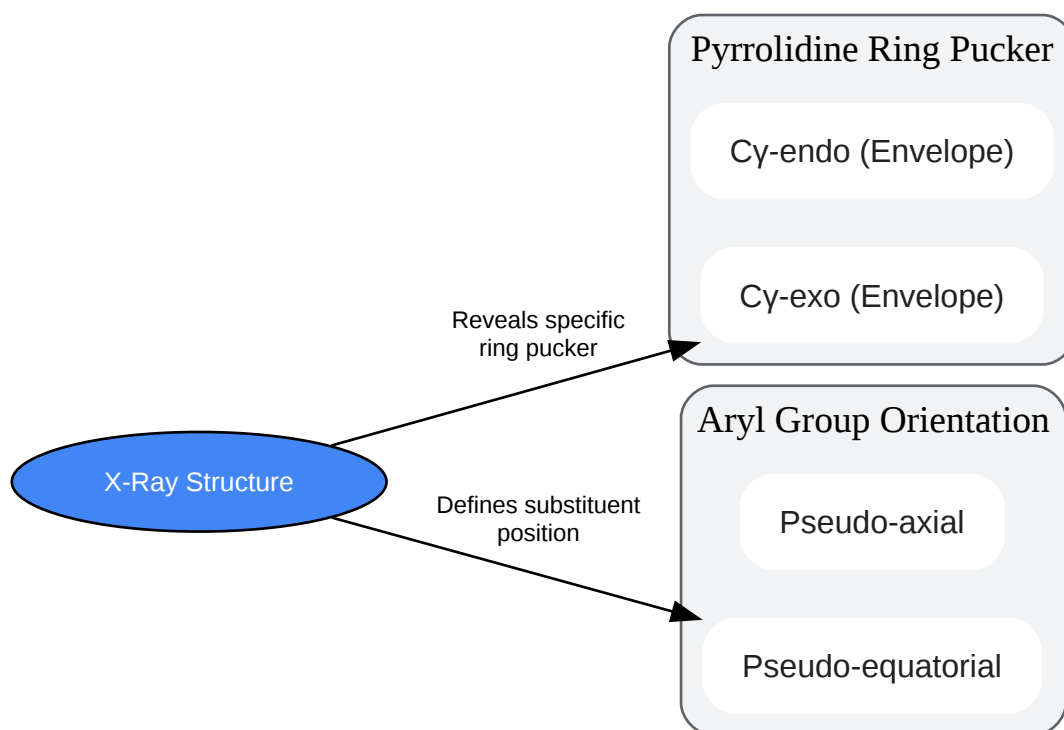 Pyrrolidine Ring Pucker
Cγ-endo (Envelope)
Cγ-exo (Envelope)
Reveals specific
ring pucker
Aryl Group Orientation
X-Ray Structure
Defines substituent
position
Pseudo-axial
Pseudo-equatorial